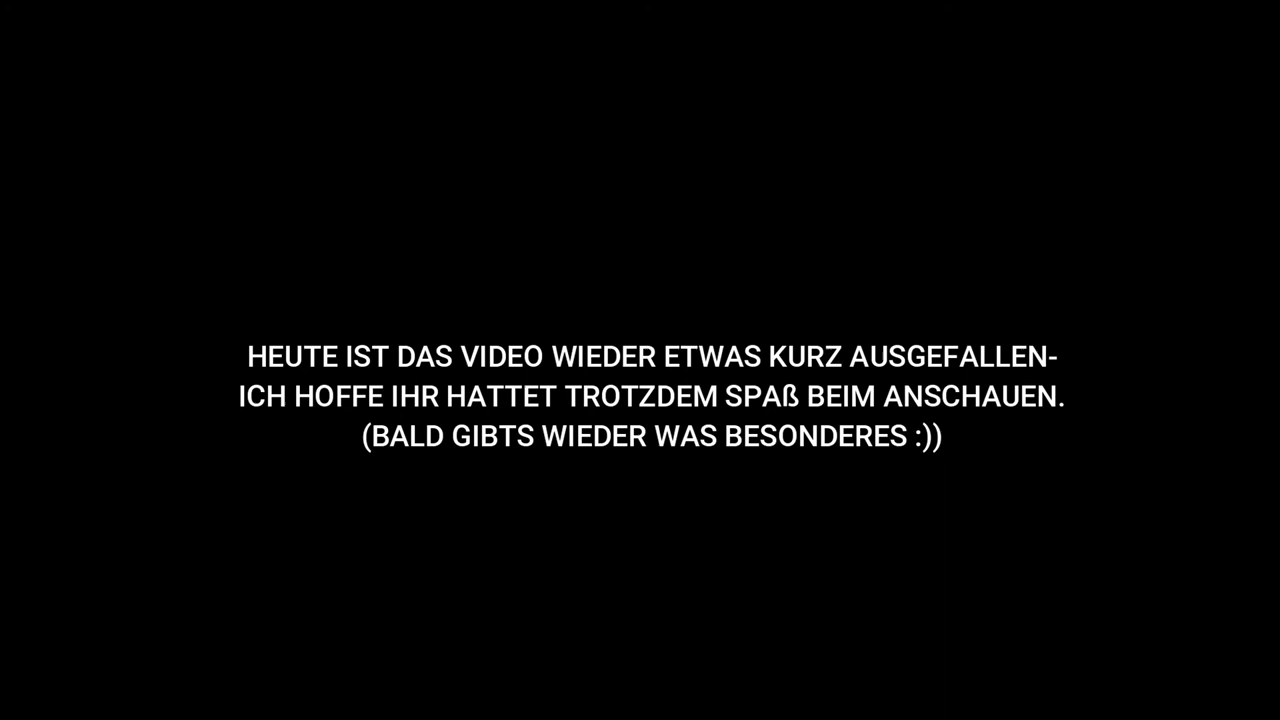 HEUTE IST DAS VIDEO WIEDER ETWAS KURZ AUSGEFALLEN-
ICH HOFFE IHR HATTET TROTZDEM SPAß BEIM ANSCHAUEN.
(BALD GIBTS WIEDER WAS BESONDERES :))